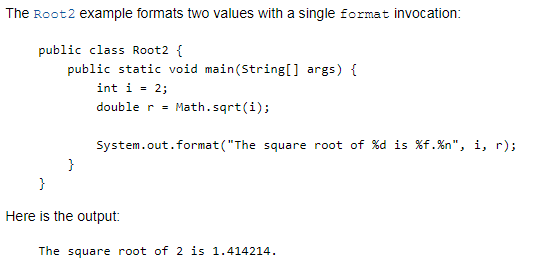 The Root2 example formats two values with a single format invocation:
public class Root2 {
    public static void main(String[] args) {
        int i = 2;
        double r = Math.sqrt(i);

        System.out.format("The square root of %d is %f.%n", i, r);
    }
}
Here is the output:
The square root of 2 is 1.414214.